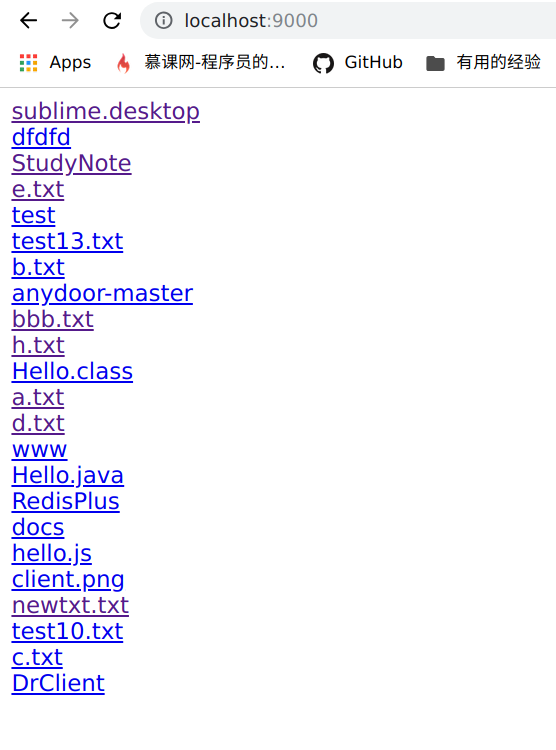 localhost:9000
Apps 慕课网-程序员的... GitHub 有用的经验
sublime.desktop
dfdfd
StudyNote
e.txt
test
test13.txt
b.txt
anydoor-master
bbb.txt
h.txt
Hello.class
a.txt
d.txt
www
Hello.java
RedisPlus
docs
hello.js
client.png
newtxt.txt
test10.txt
c.txt
DrClient